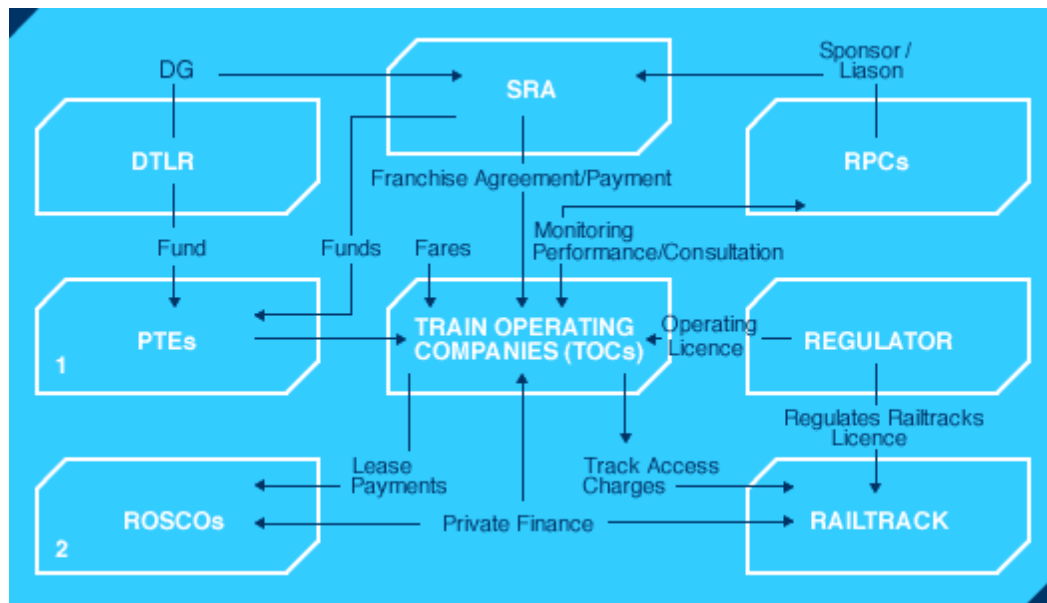 DG
SRA
Sponsor /
Liason
DTLR
RPCs
Franchise Agreement/Payment
Fund
Funds
Fares
Monitoring
Performance/Consultation
PTEs
1
TRAIN OPERATING
COMPANIES (TOCs)
Operating
Licence
REGULATOR
Regulates Railtracks
Licence
Lease
Payments
Track Access
Charges
ROSCOs
2
Private Finance
RAILTRACK